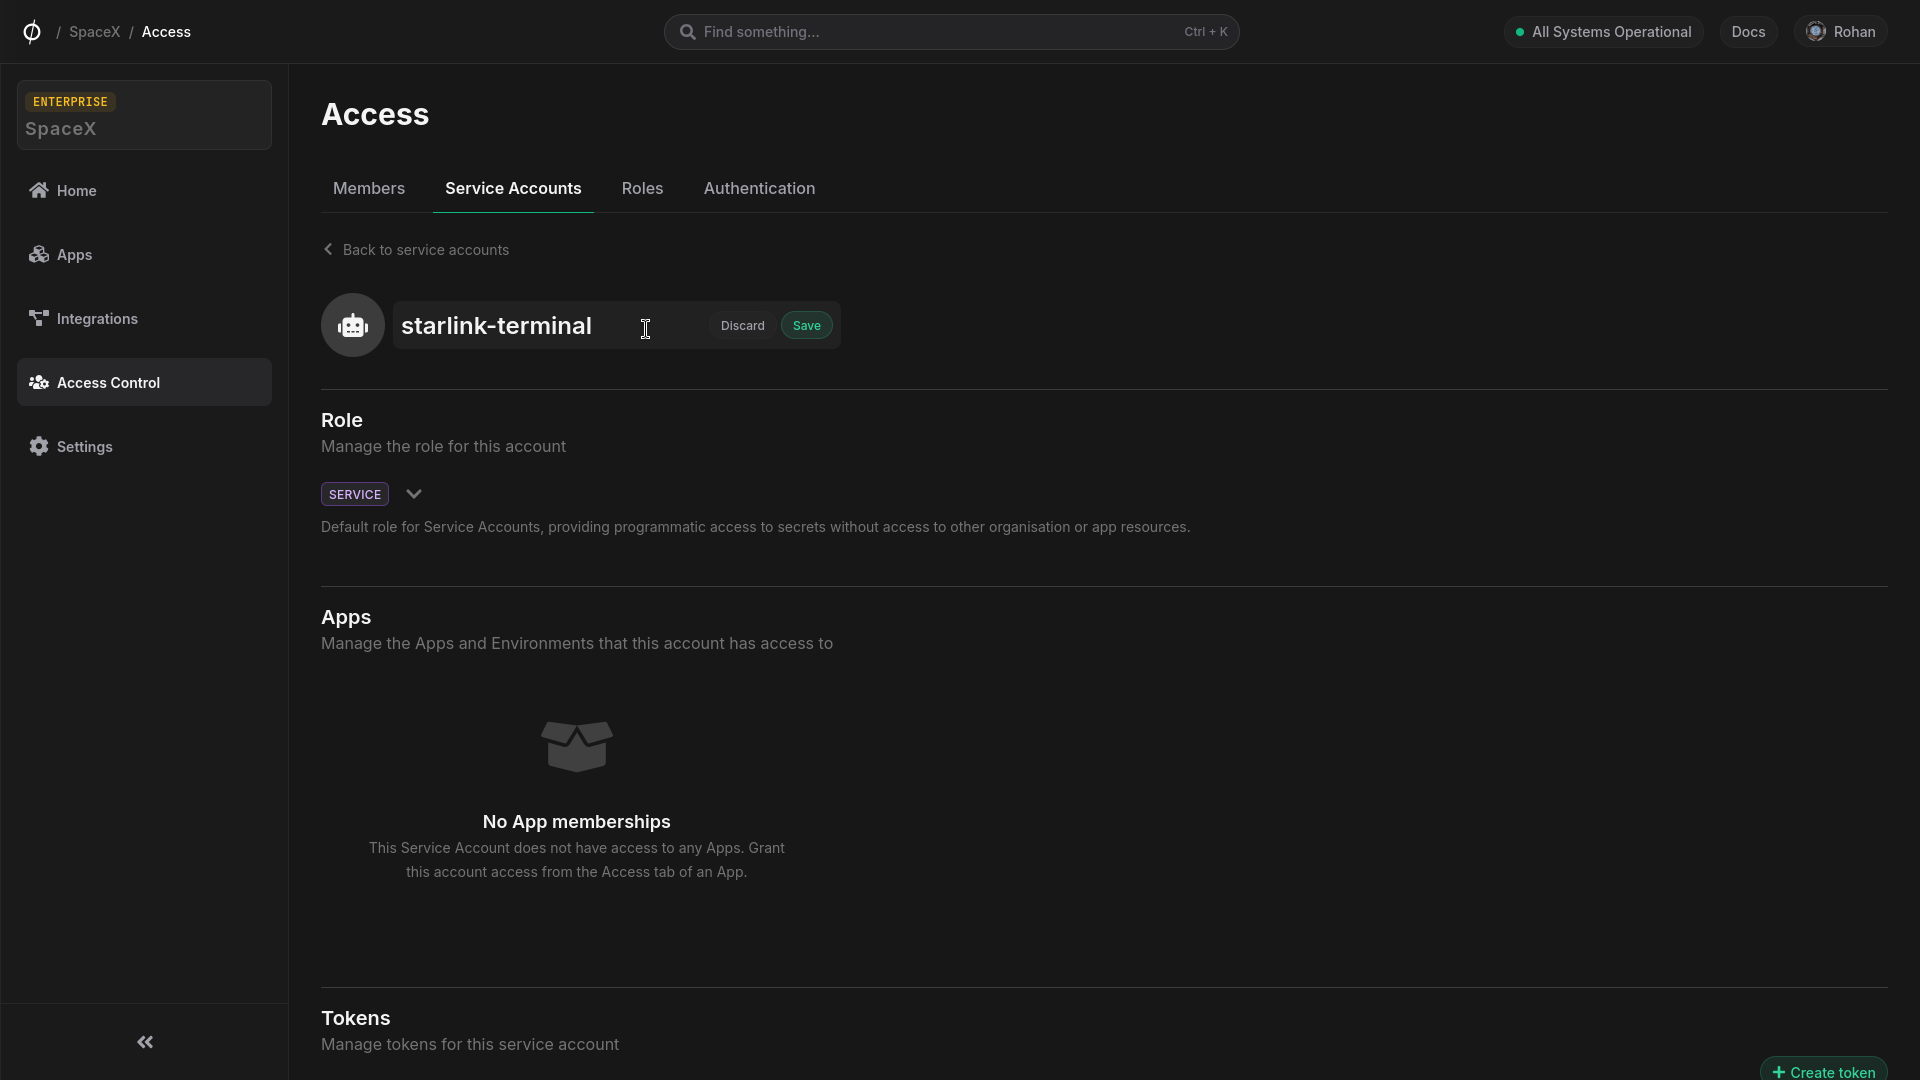 / SpaceX / Access
Find something...
Ctrl + K
All Systems Operational
Docs
Rohan
ENTERPRISE
SpaceX
Home
Apps
Integrations
Access Control
Settings
Access
Members
Service Accounts
Roles
Authentication
Back to service accounts
starlink-terminal
Discard
Save
Role
Manage the role for this account
SERVICE
Default role for Service Accounts, providing programmatic access to secrets without access to other organisation or app resources.
Apps
Manage the Apps and Environments that this account has access to
No App memberships
This Service Account does not have access to any Apps. Grant
this account access from the Access tab of an App.
Tokens
Manage tokens for this service account
Create token